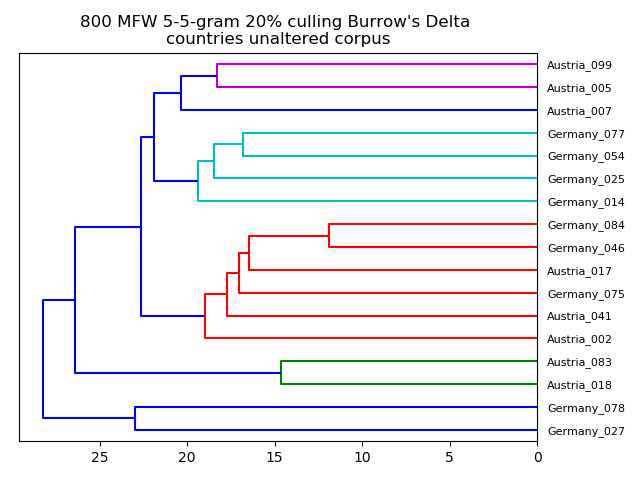 800 MFW 5-5-gram 20% culling Burrow's Delta
countries unaltered corpus
Austria_099
Austria_005
Austria_007
Germany_077
Germany_054
Germany_025
Germany_014
Germany_084
Germany_046
Austria_017
Germany_075
Austria_041
Austria_002
Austria_083
Austria_018
Germany_078
Germany_027
25 20 15 10 5 0